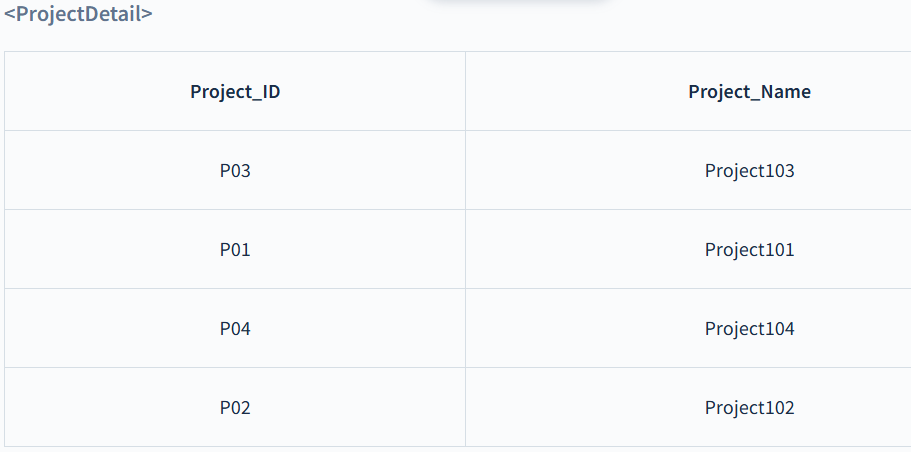 <ProjectDetail>
Project_ID Project_Name
P03 Project103
P01 Project101
P04 Project104
P02 Project102